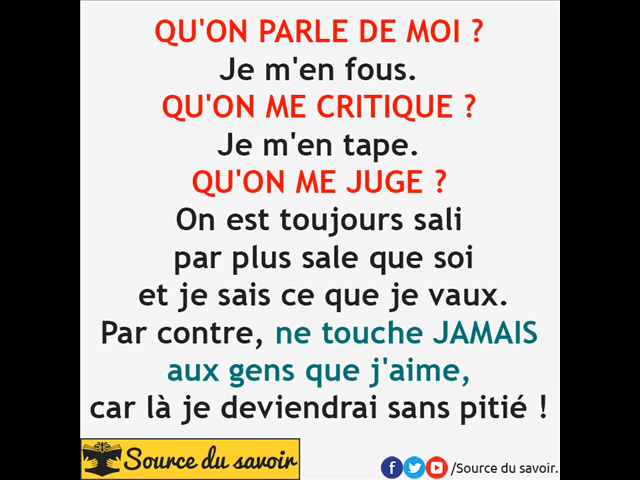 QU'ON PARLE DE MOI ?
Je m'en fous.
QU'ON ME CRITIQUE ?
Je m'en tape.
QU'ON ME JUGE ?
On est toujours sali
par plus sale que soi
et je sais ce que je vaux.
Par contre, ne touche JAMAIS
aux gens que j'aime,
car là je deviendrai sans pitié !
Source du savoir
/Source du savoir.